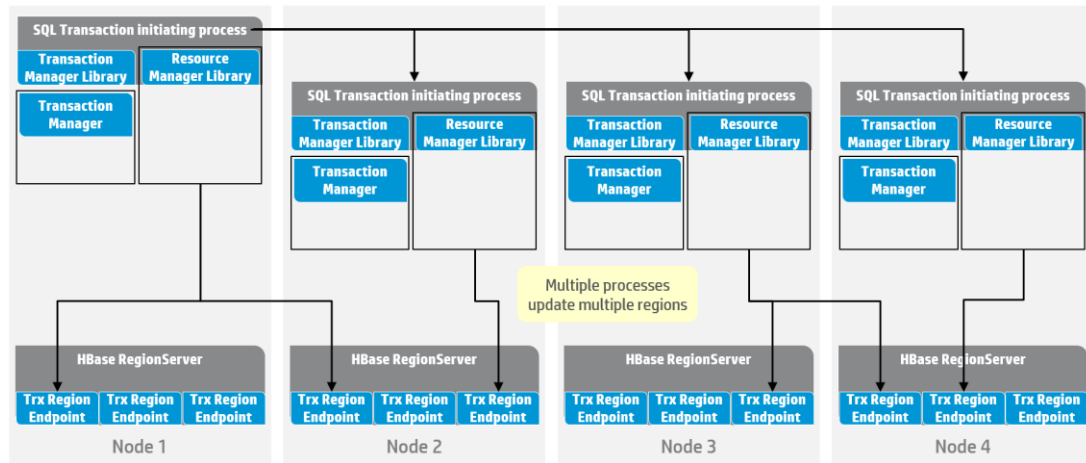 SQL Transaction initiating process
Transaction
Manager Library
Resource
Manager Library
Transaction
Manager
SQL Transaction initiating process
Transaction
Manager Library
Resource
Manager Library
Transaction
Manager
SQL Transaction initiating process
Transaction
Manager Library
Resource
Manager Library
Transaction
Manager
SQL Transaction initiating process
Transaction
Manager Library
Resource
Manager Library
Transaction
Manager
Multiple processes
update multiple regions
HBase RegionServer
Trx Region
Endpoint
Trx Region
Endpoint
Trx Region
Endpoint
Node 1
HBase RegionServer
Trx Region
Endpoint
Trx Region
Endpoint
Trx Region
Endpoint
Node 2
HBase RegionServer
Trx Region
Endpoint
Trx Region
Endpoint
Trx Region
Endpoint
Node 3
HBase RegionServer
Trx Region
Endpoint
Trx Region
Endpoint
Trx Region
Endpoint
Node 4